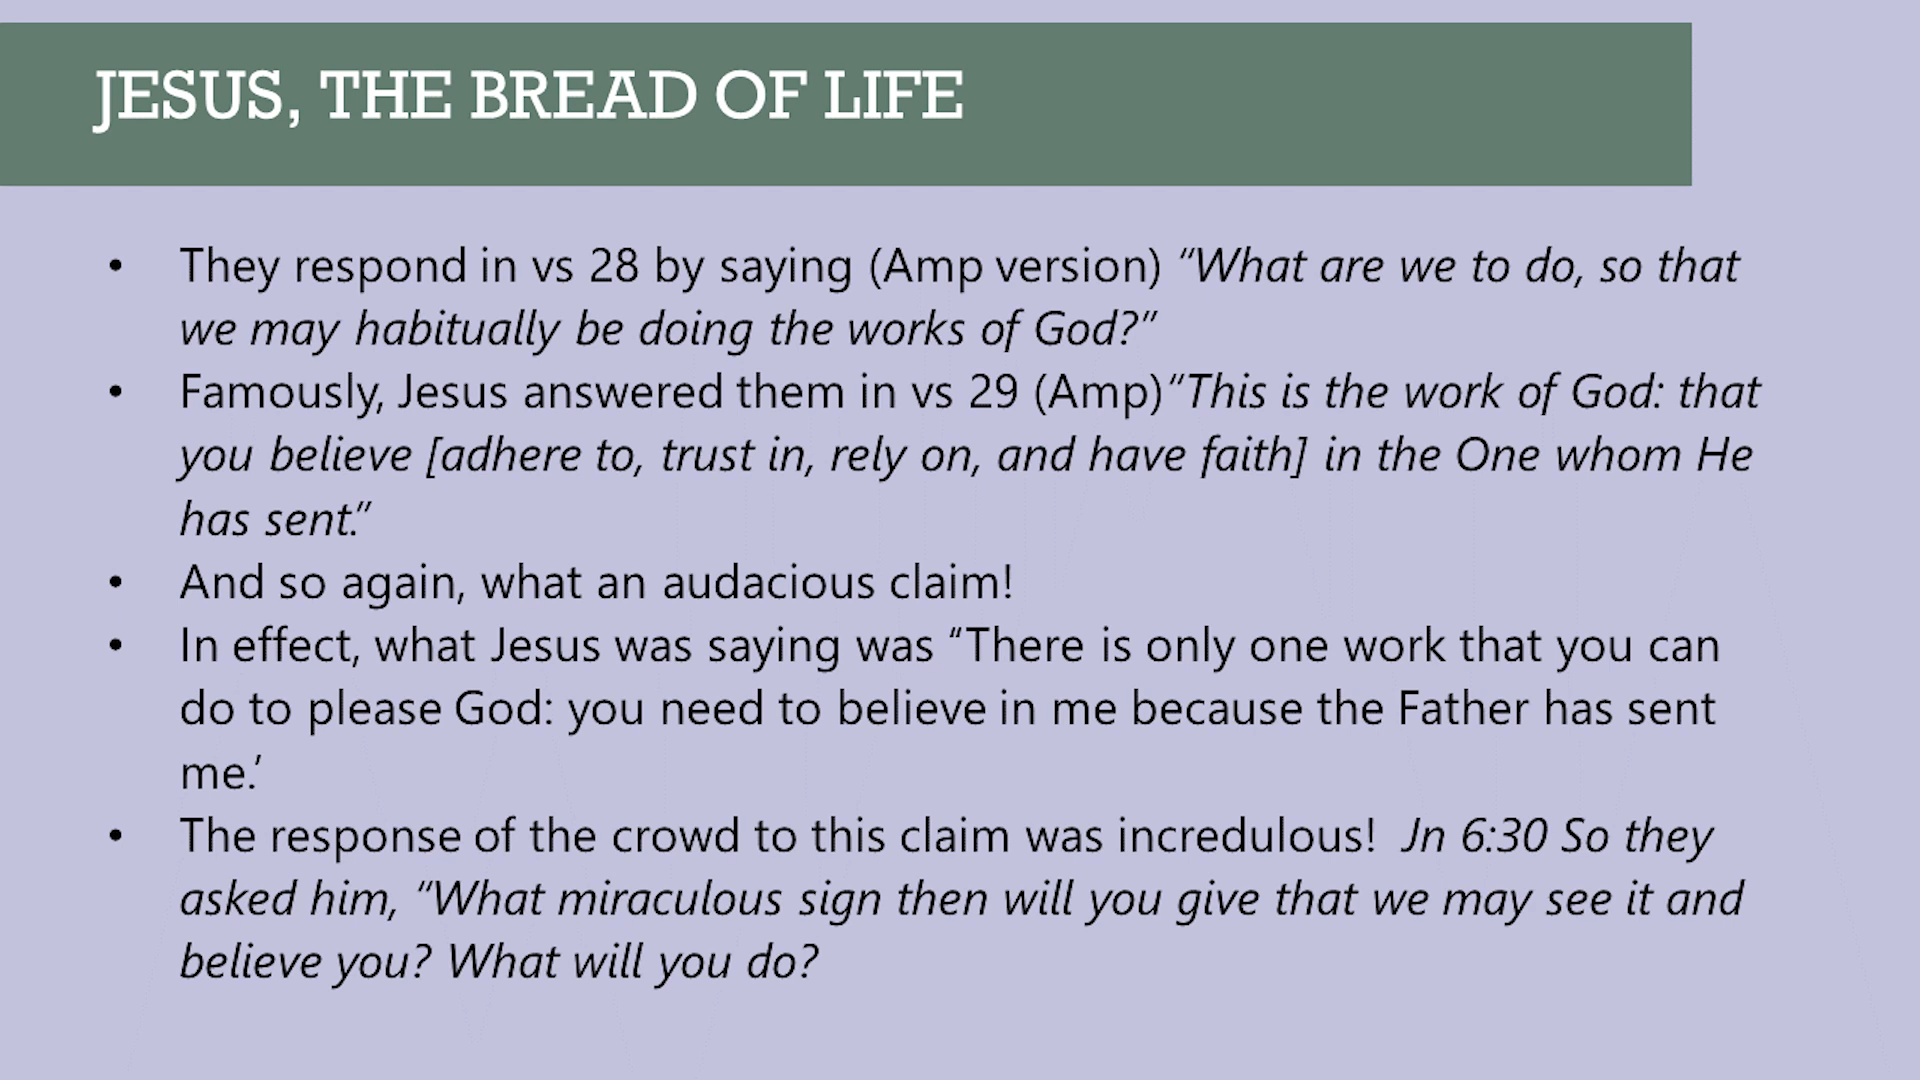 JESUS, THE BREAD OF LIFE
• They respond in vs 28 by saying (Amp version) “What are we to do, so that
we may habitually be doing the works of God?”
• Famously, Jesus answered them in vs 29 (Amp)“This is the work of God: that
you believe [adhere to, trust in, rely on, and have faith] in the One whom He
has sent.”
• And so again, what an audacious claim!
• In effect, what Jesus was saying was “There is only one work that you can
do to please God: you need to believe in me because the Father has sent
me.’
• The response of the crowd to this claim was incredulous!  Jn 6:30 So they
asked him, “What miraculous sign then will you give that we may see it and
believe you? What will you do?